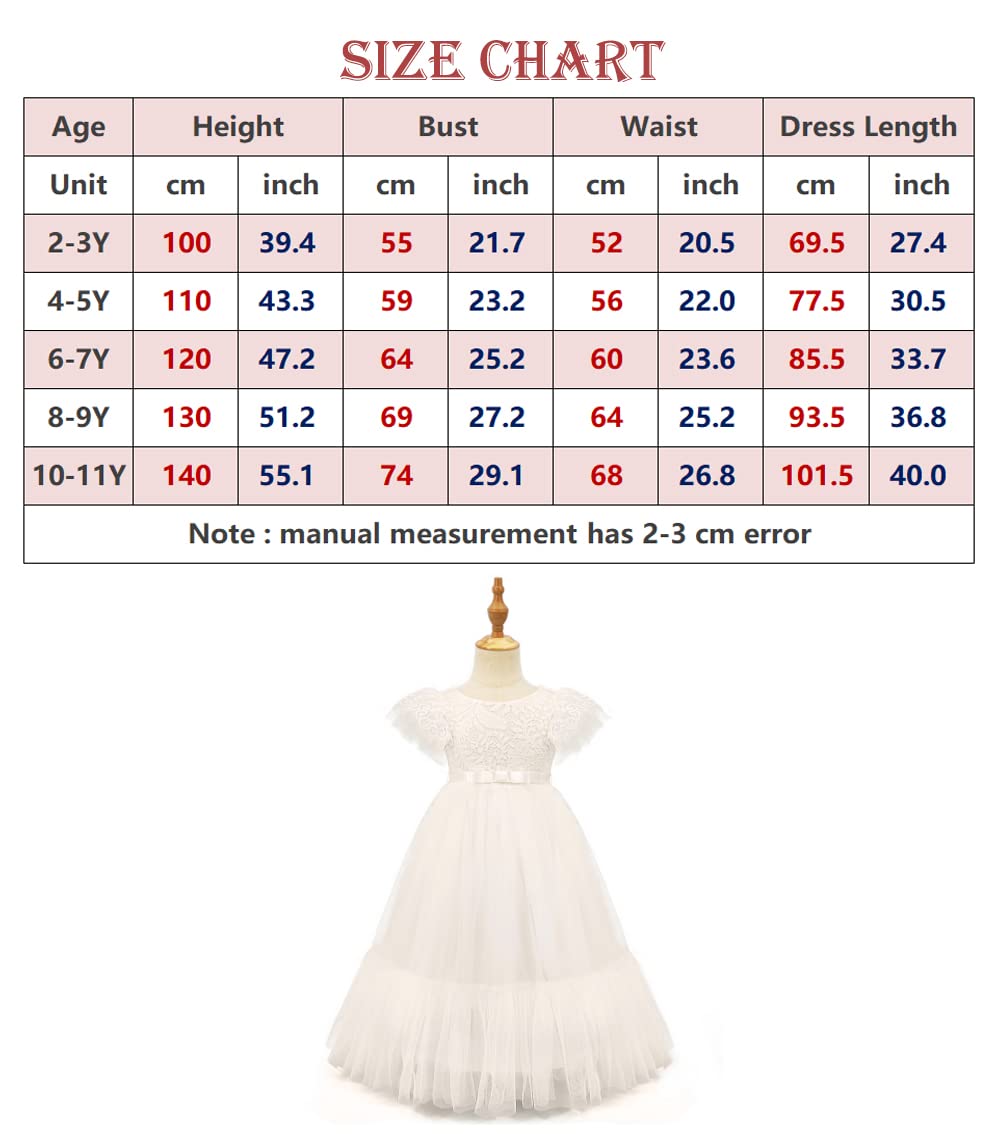 SIZE CHART
Age Height Bust Waist Dress Length
Unit cm inch cm inch cm inch cm inch
2-3Y 100 39.4 55 21.7 52 20.5 69.5 27.4
4-5Y 110 43.3 59 23.2 56 22.0 77.5 30.5
6-7Y 120 47.2 64 25.2 60 23.6 85.5 33.7
8-9Y 130 51.2 69 27.2 64 25.2 93.5 36.8
10-11Y 140 55.1 74 29.1 68 26.8 101.5 40.0
Note : manual measurement has 2-3 cm error